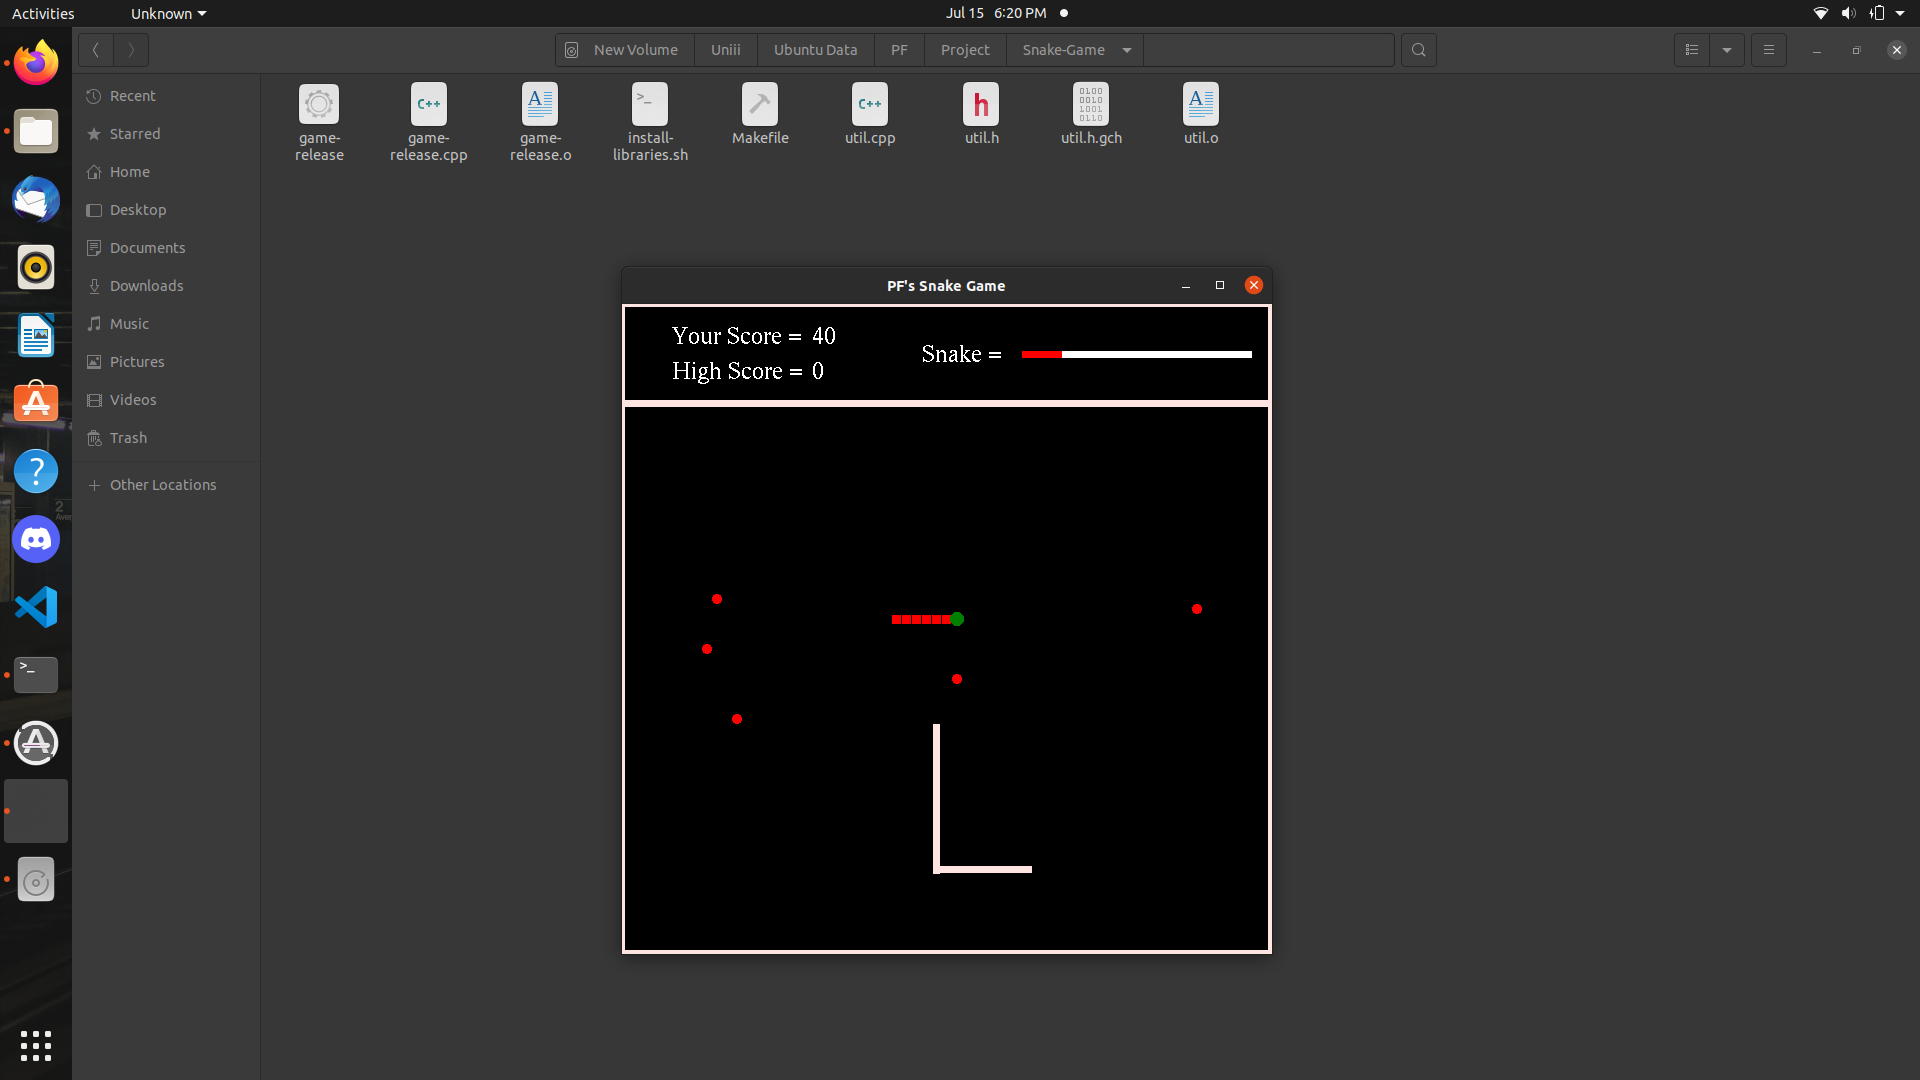 Activities
Unknown
Jul 15 6:20 PM
New Volume
Uniii
Ubuntu Data
PF
Project
Snake-Game
Recent
Starred
Home
Desktop
Documents
Downloads
Music
Pictures
Videos
Trash
Other Locations
game-
release
game-
release.cpp
game-
release.o
install-
libraries.sh
Makefile
util.cpp
util.h
util.h.gch
util.o
PF's Snake Game
Your Score = 40
High Score = 0
Snake =